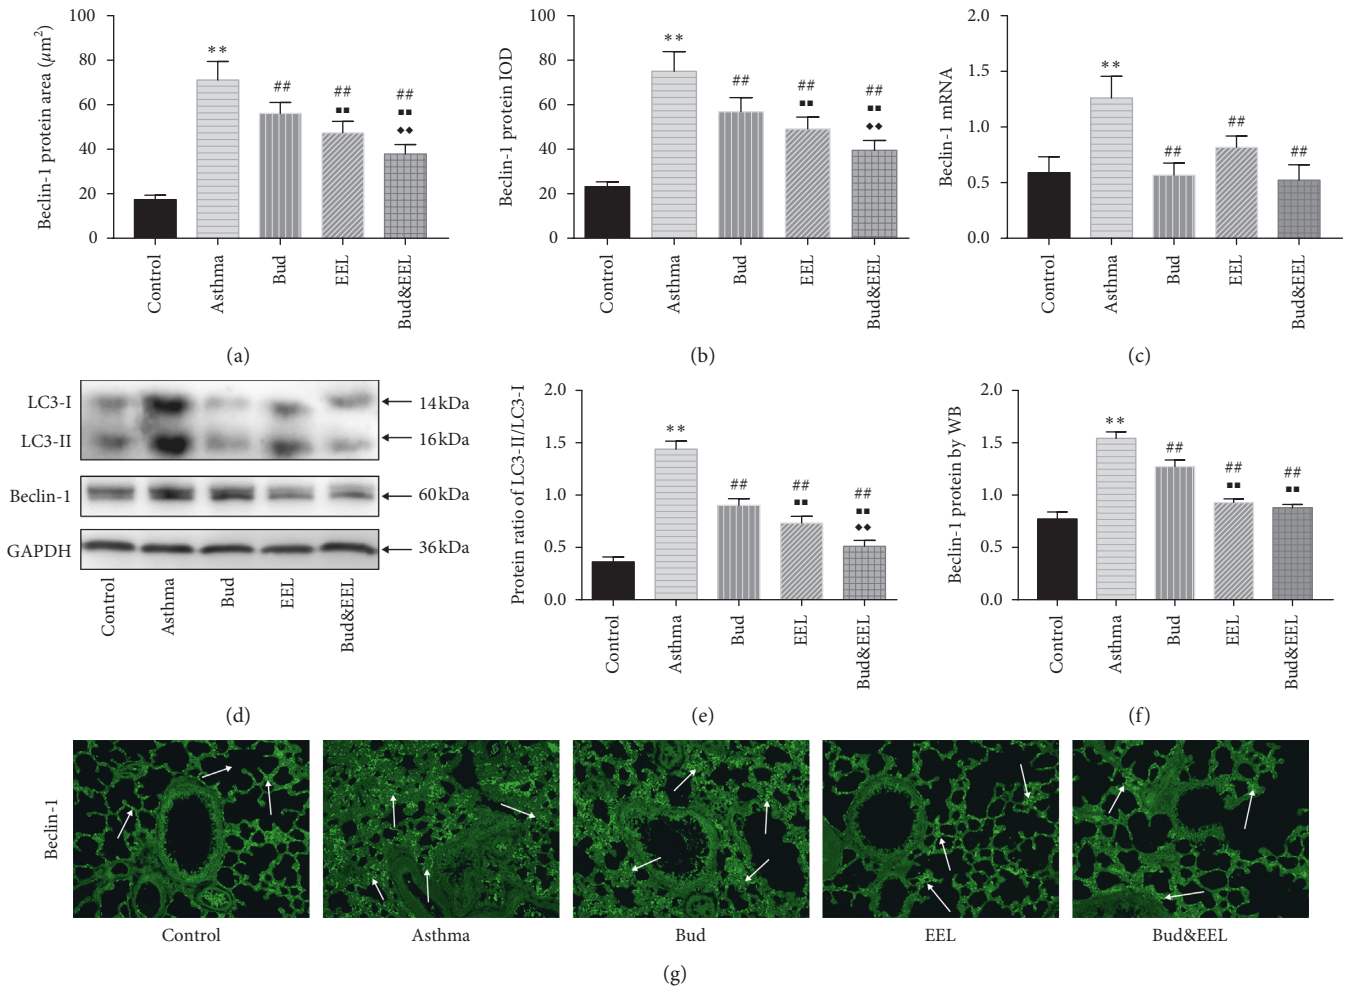 Beclin-1 protein area (μm²)
100
80
60
40
20
0
**
##
##
■■
##
■■
◆◆
Control
Asthma
Bud
EEL
Bud&EEL
(a)
Beclin-1 protein IOD
100
80
60
40
20
0
**
##
##
■■
##
■■
◆◆
Control
Asthma
Bud
EEL
Bud&EEL
(b)
Beclin-1 mRNA
2.0
1.5
1.0
0.5
0.0
**
##
##
##
Control
Asthma
Bud
EEL
Bud&EEL
(c)
LC3-I
14kDa
LC3-II
16kDa
Beclin-1
60kDa
GAPDH
36kDa
Control
Asthma
Bud
EEL
Bud&EEL
(d)
Protein ratio of LC3-II/LC3-I
2.0
1.5
1.0
0.5
0.0
**
##
##
■■
##
■■
◆◆
Control
Asthma
Bud
EEL
Bud&EEL
(e)
Beclin-1 protein by WB
2.0
1.5
1.0
0.5
0.0
**
##
##
■■
##
■■
Control
Asthma
Bud
EEL
Bud&EEL
(f)
Beclin-1
Control
Asthma
Bud
EEL
Bud&EEL
(g)